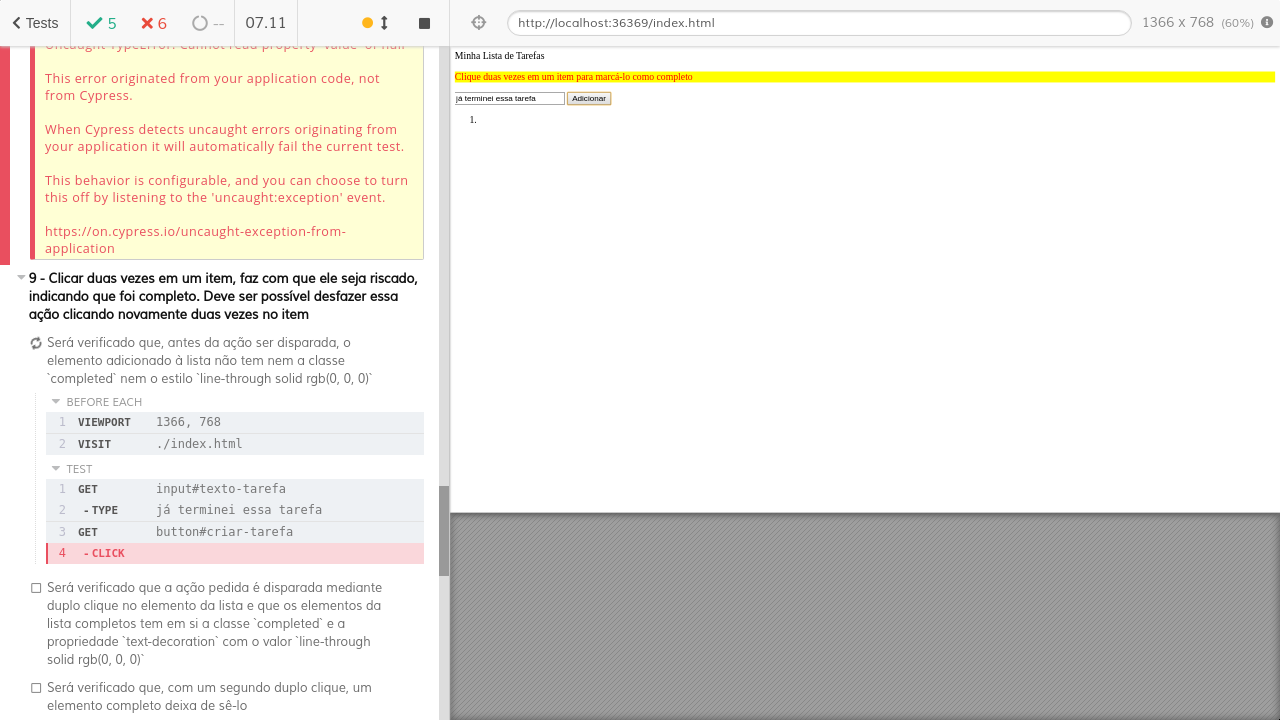 Tests
5
6
--
07.11
http://localhost:36369/index.html
1366 x 768 (60%)
Uncaught TypeError: Cannot read property 'value' of null
This error originated from your application code, not
from Cypress.
When Cypress detects uncaught errors originating from
your application it will automatically fail the current test.
This behavior is configurable, and you can choose to turn
this off by listening to the 'uncaught:exception' event.
https://on.cypress.io/uncaught-exception-from-
application
9 - Clicar duas vezes em um item, faz com que ele seja riscado,
indicando que foi completo. Deve ser possível desfazer essa
ação clicando novamente duas vezes no item
Será verificado que, antes da ação ser disparada, o
elemento adicionado à lista não tem nem a classe
`completed` nem o estilo `line-through solid rgb(0, 0, 0)`
BEFORE EACH
1 VIEWPORT 1366, 768
2 VISIT ./index.html
TEST
1 GET input#texto-tarefa
2 -TYPE já terminei essa tarefa
3 GET button#criar-tarefa
4 -CLICK
Será verificado que a ação pedida é disparada mediante
duplo clique no elemento da lista e que os elementos da
lista completos tem em si a classe `completed` e a
propriedade `text-decoration` com o valor `line-through
solid rgb(0, 0, 0)`
Será verificado que, com um segundo duplo clique, um
elemento completo deixa de sê-lo
Minha Lista de Tarefas
Clique duas vezes em um item para marcá-lo como completo
já terminei essa tarefa Adicionar
1.